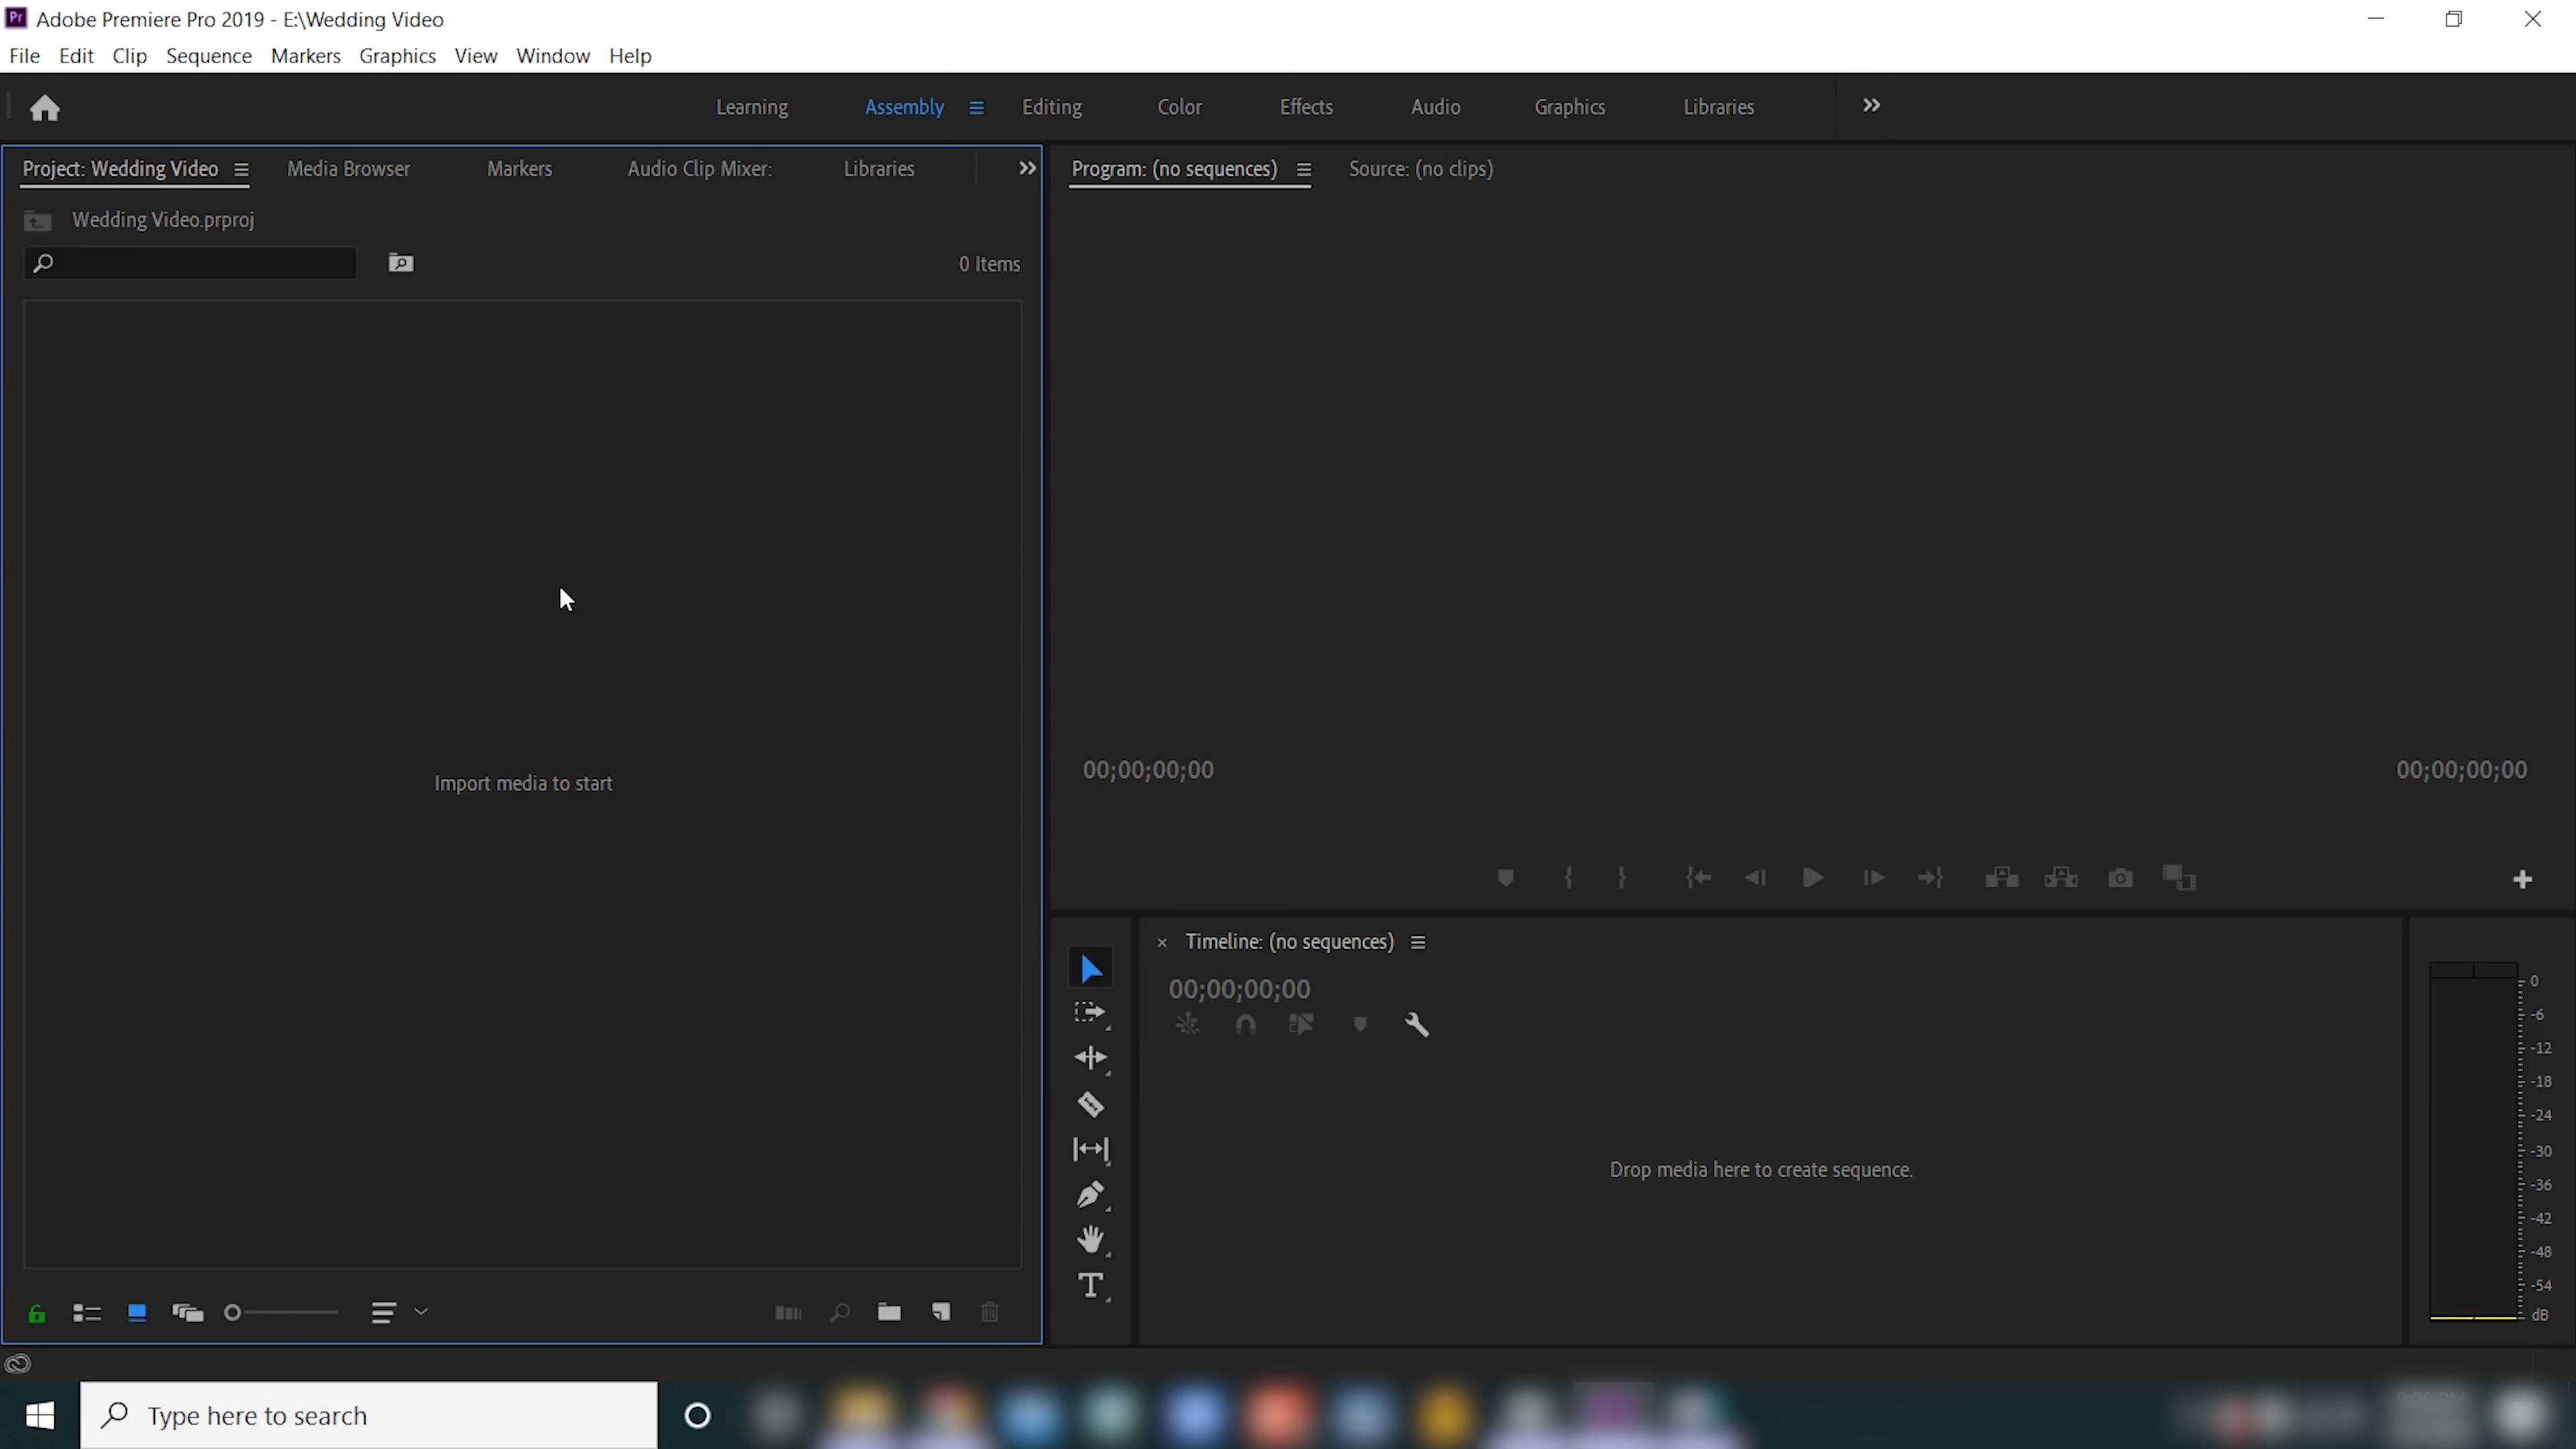 Pr Adobe Premiere Pro 2019 - E:\Wedding Video
File Edit Clip Sequence Markers Graphics View Window Help
Learning Assembly Editing Color Effects Audio Graphics Libraries
Project: Wedding Video Media Browser Markers Audio Clip Mixer: Libraries
Program: (no sequences) Source: (no clips)
Wedding Video.prproj
0 Items
Import media to start
00;00;00;00 00;00;00;00
Timeline: (no sequences)
00;00;00;00
Drop media here to create sequence.
0
-6
-12
-18
-24
-30
-36
-42
-48
-54
dB
Type here to search